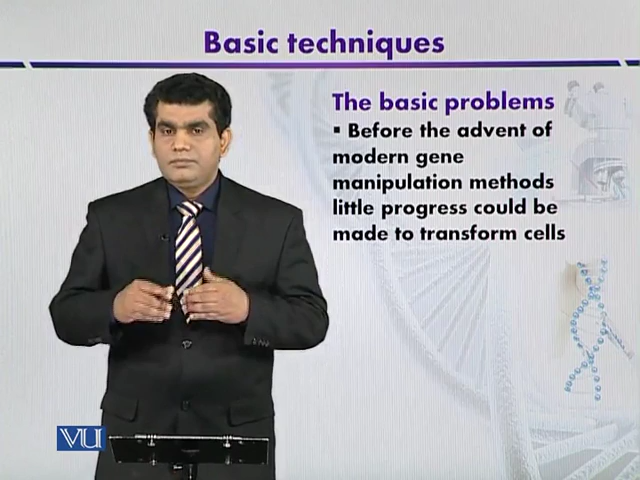 Basic techniques
The basic problems
▪ Before the advent of
modern gene
manipulation methods
little progress could be
made to transform cells
VU